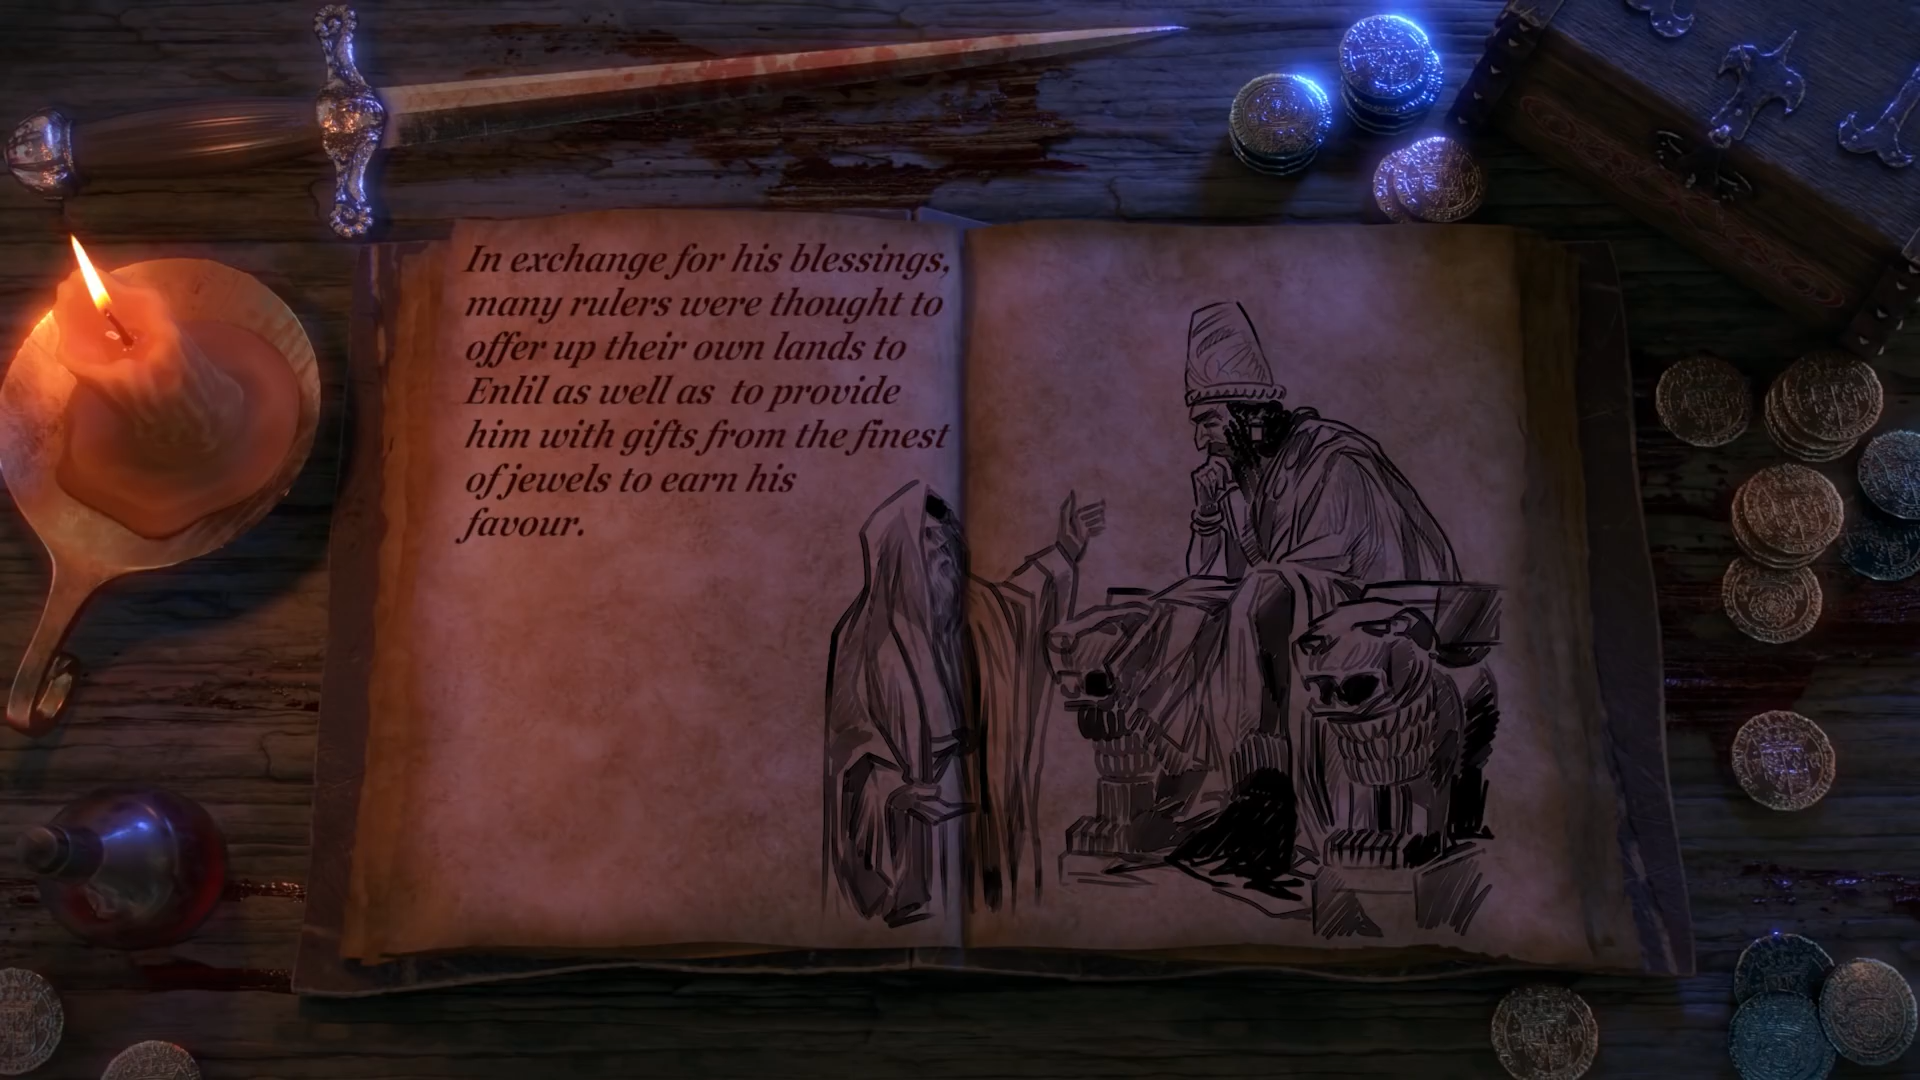 In exchange for his blessings,
many rulers were thought to
offer up their own lands to
Enlil as well as  to provide
him with gifts from the finest
of jewels to earn his
favour.